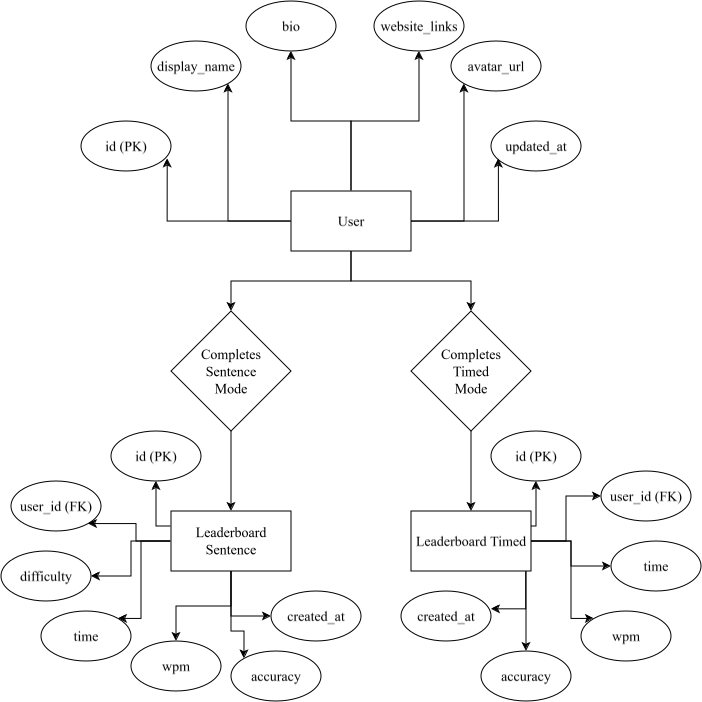 bio
website_links
display_name
avatar_url
id (PK)
updated_at
User
Completes
Sentence
Mode
Completes
Timed
Mode
id (PK)
id (PK)
user_id (FK)
user_id (FK)
Leaderboard
Sentence
Leaderboard Timed
difficulty
time
created_at
created_at
time
wpm
wpm
accuracy
accuracy